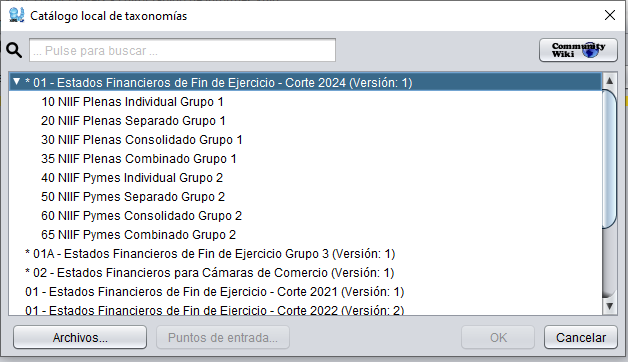 Catálogo local de taxonomías
... Pulse para buscar ...
Community
Wiki
* 01 - Estados Financieros de Fin de Ejercicio - Corte 2024 (Versión: 1)
10 NIIF Plenas Individual Grupo 1
20 NIIF Plenas Separado Grupo 1
30 NIIF Plenas Consolidado Grupo 1
35 NIIF Plenas Combinado Grupo 1
40 NIIF Pymes Individual Grupo 2
50 NIIF Pymes Separado Grupo 2
60 NIIF Pymes Consolidado Grupo 2
65 NIIF Pymes Combinado Grupo 2
* 01A - Estados Financieros de Fin de Ejercicio Grupo 3 (Versión: 1)
* 02 - Estados Financieros para Cámaras de Comercio (Versión: 1)
01 - Estados Financieros de Fin de Ejercicio - Corte 2021 (Versión: 1)
01 - Estados Financieros de Fin de Ejercicio - Corte 2022 (Versión: 2)
Archivos...
Puntos de entrada...
OK
Cancelar